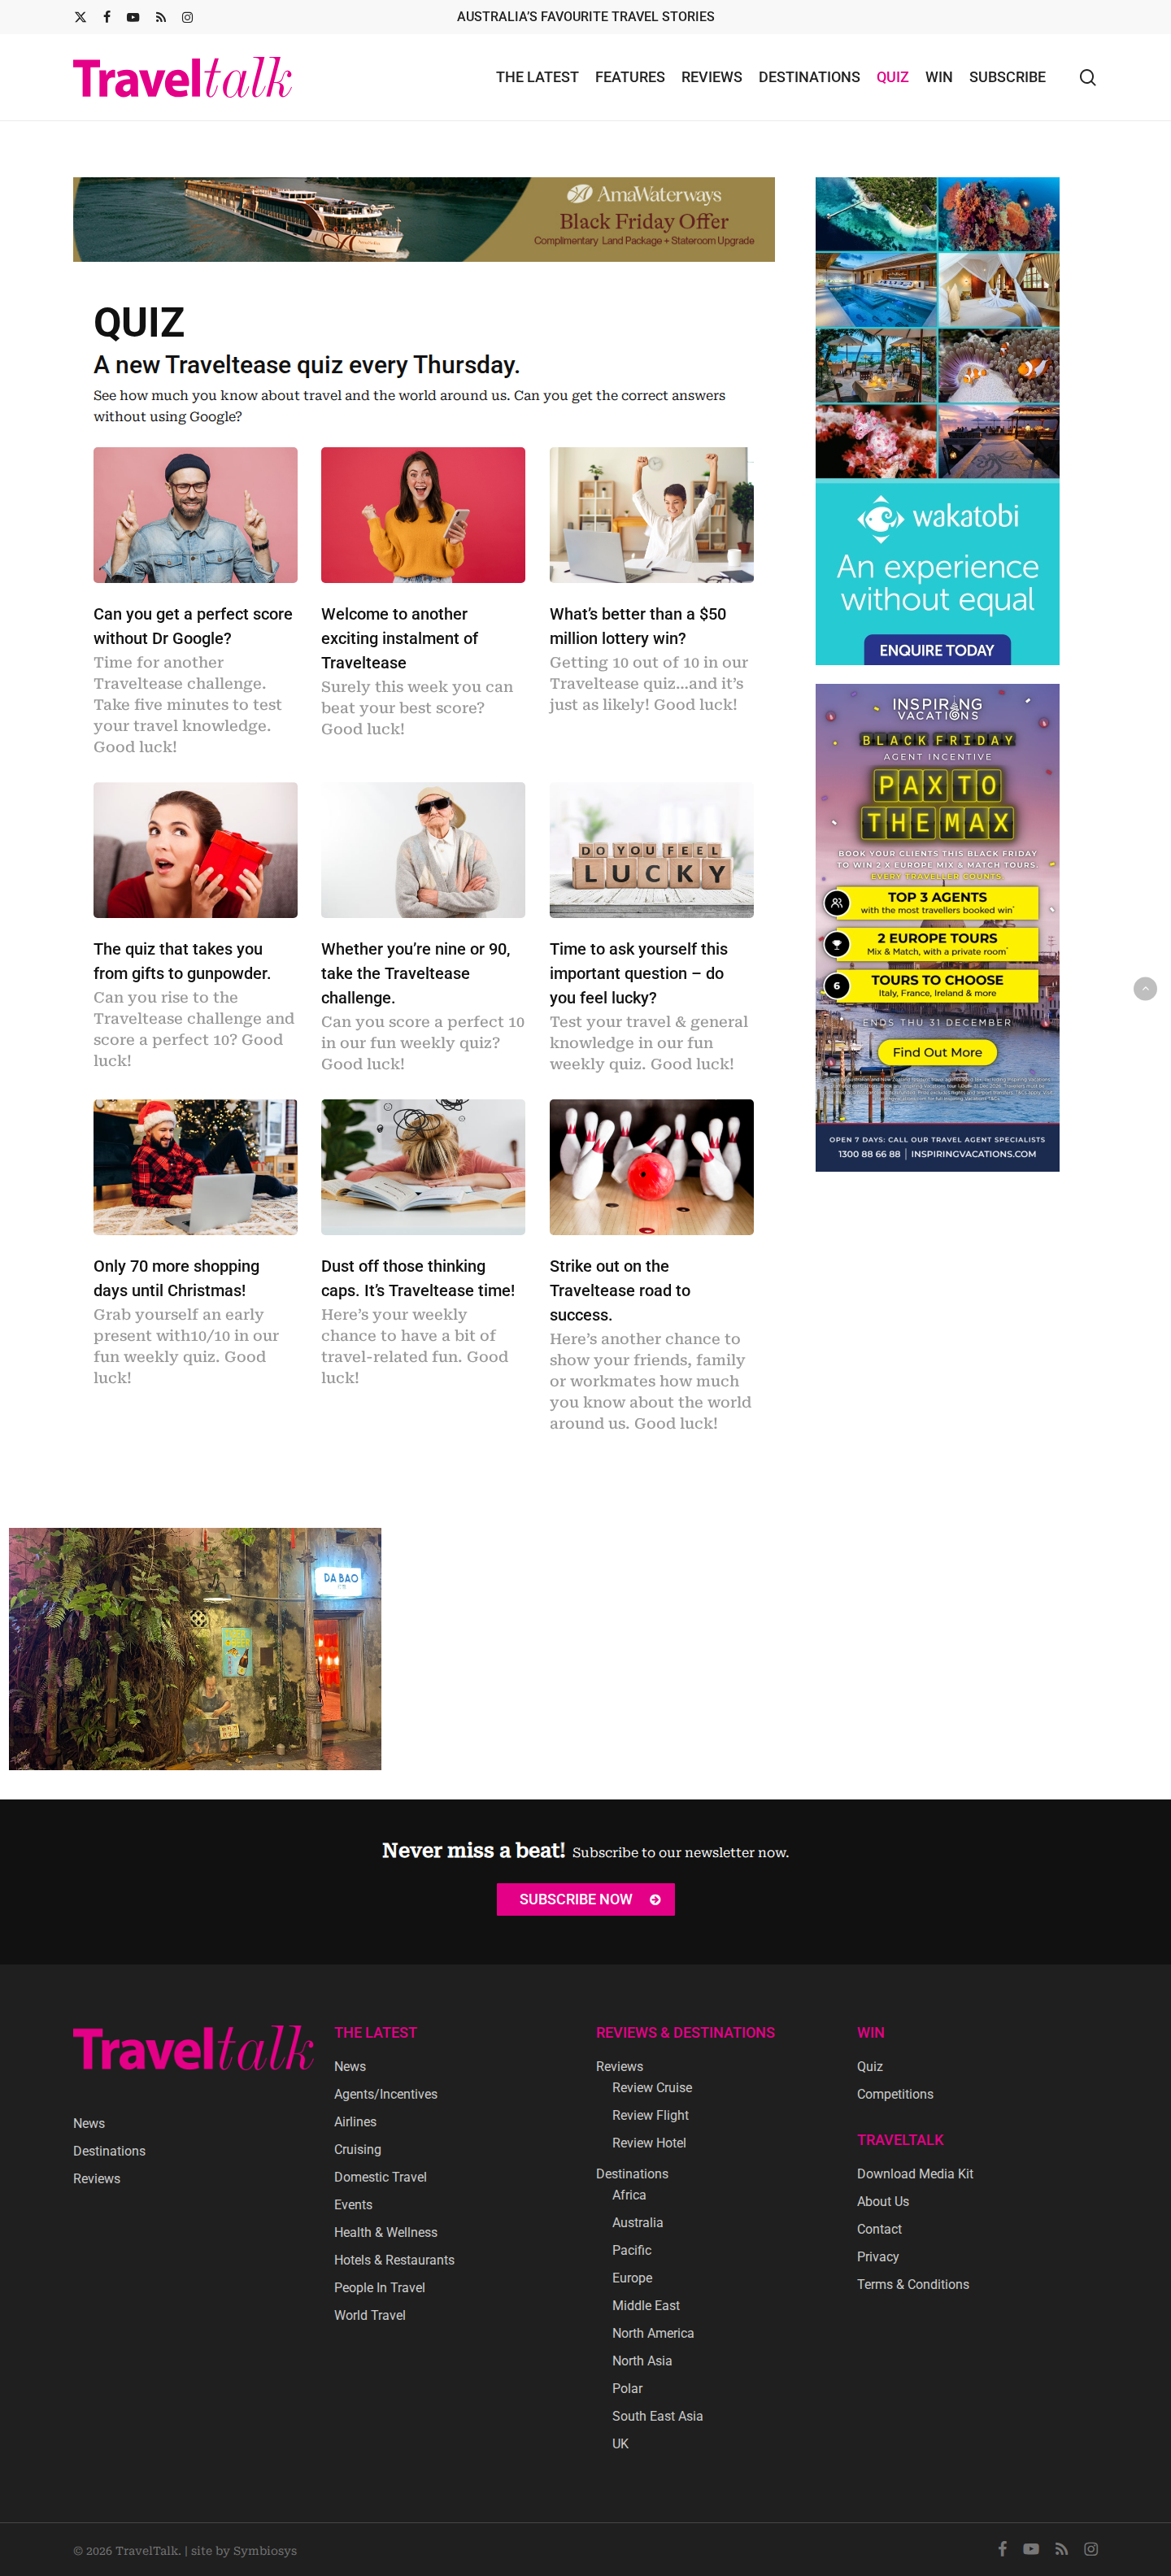 AUSTRALIA'S FAVOURITE TRAVEL STORIES
Traveltalk
THE LATEST FEATURES REVIEWS DESTINATIONS QUIZ WIN SUBSCRIBE
AmaWaterways
Black Friday Offer
Complimentary Land Package + Stateroom Upgrade
QUIZ
A new Traveltease quiz every Thursday.
See how much you know about travel and the world around us. Can you get the correct answers
without using Google?
Can you get a perfect score
without Dr Google?
Time for another
Traveltease challenge.
Take five minutes to test
your travel knowledge.
Good luck!
Welcome to another
exciting instalment of
Traveltease
Surely this week you can
beat your best score?
Good luck!
What's better than a $50
million lottery win?
Getting 10 out of 10 in our
Traveltease quiz…and it's
just as likely! Good luck!
DO YOU FEEL
LUCKY
The quiz that takes you
from gifts to gunpowder.
Can you rise to the
Traveltease challenge and
score a perfect 10? Good
luck!
Whether you're nine or 90,
take the Traveltease
challenge.
Can you score a perfect 10
in our fun weekly quiz?
Good luck!
Time to ask yourself this
important question – do
you feel lucky?
Test your travel & general
knowledge in our fun
weekly quiz. Good luck!
Only 70 more shopping
days until Christmas!
Grab yourself an early
present with10/10 in our
fun weekly quiz. Good
luck!
Dust off those thinking
caps. It's Traveltease time!
Here's your weekly
chance to have a bit of
travel-related fun. Good
luck!
Strike out on the
Traveltease road to
success.
Here's another chance to
show your friends, family
or workmates how much
you know about the world
around us. Good luck!
wakatobi
An experience
without equal
ENQUIRE TODAY
INSPIRING
VACATIONS
BLACK FRIDAY
AGENT INCENTIVE
PAX TO
THE MAX
BOOK YOUR CLIENTS THIS BLACK FRIDAY
TO WIN 2 X EUROPE MIX & MATCH TOURS.
EVERY TRAVELLER COUNTS.
TOP 3 AGENTS
with the most travellers booked win*
2 EUROPE TOURS
Mix & Match, with a private room*
6
TOURS TO CHOOSE
Italy, France, Ireland & more
ENDS THU 31 DECEMBER
Find Out More
OPEN 7 DAYS: CALL OUR TRAVEL AGENT SPECIALISTS
1300 88 66 88 | INSPIRINGVACATIONS.COM
DA BAO
Never miss a beat! Subscribe to our newsletter now.
SUBSCRIBE NOW
Traveltalk
News
Destinations
Reviews
THE LATEST
News
Agents/Incentives
Airlines
Cruising
Domestic Travel
Events
Health & Wellness
Hotels & Restaurants
People In Travel
World Travel
REVIEWS & DESTINATIONS
Reviews
Review Cruise
Review Flight
Review Hotel
Destinations
Africa
Australia
Pacific
Europe
Middle East
North America
North Asia
Polar
South East Asia
UK
WIN
Quiz
Competitions
TRAVELTALK
Download Media Kit
About Us
Contact
Privacy
Terms & Conditions
© 2026 TravelTalk. | site by Symbiosys